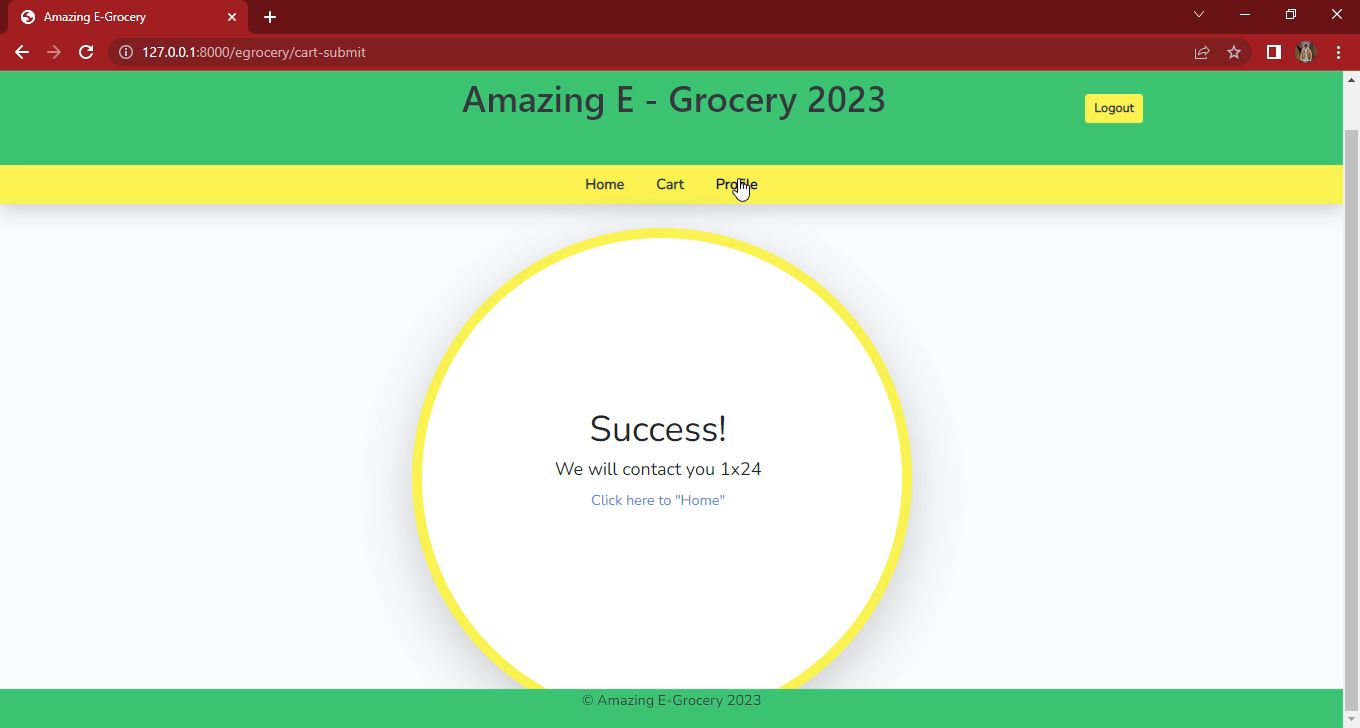 Amazing E-Grocery
127.0.0.1:8000/egrocery/cart-submit
Amazing E - Grocery 2023
Logout
Home Cart Profile
Success!
We will contact you 1x24
Click here to "Home"
© Amazing E-Grocery 2023